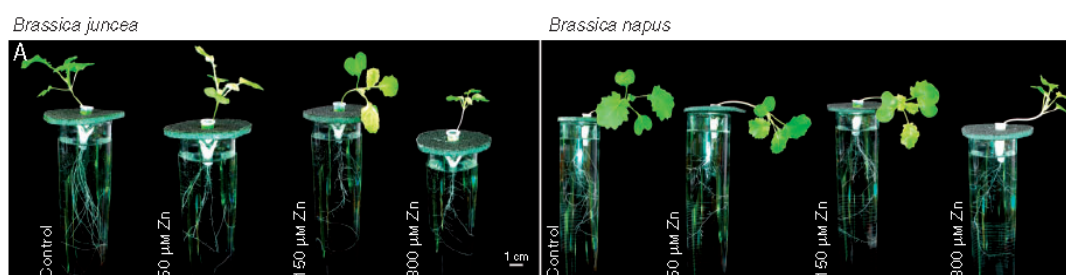 Brassica juncea
Brassica napus
A
Control
50 µM Zn
150 µM Zn
300 µM Zn
1 cm
Control
50 µM Zn
150 µM Zn
300 µM Zn